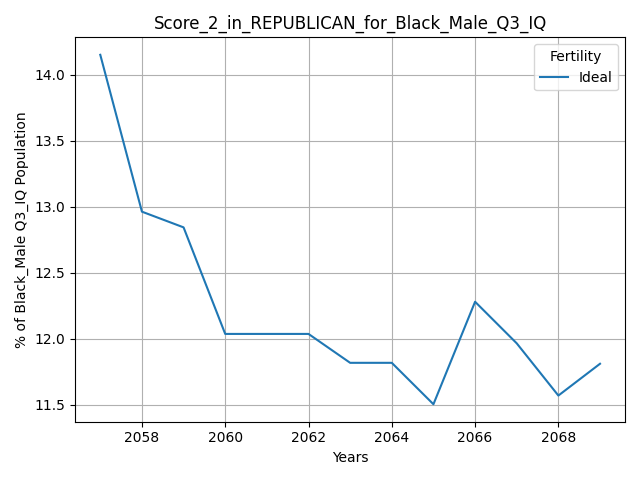 Score_2_in_REPUBLICAN_for_Black_Male_Q3_IQ
Fertility
Ideal
% of Black_Male Q3_IQ Population
14.0
13.5
13.0
12.5
12.0
11.5
2058 2060 2062 2064 2066 2068
Years